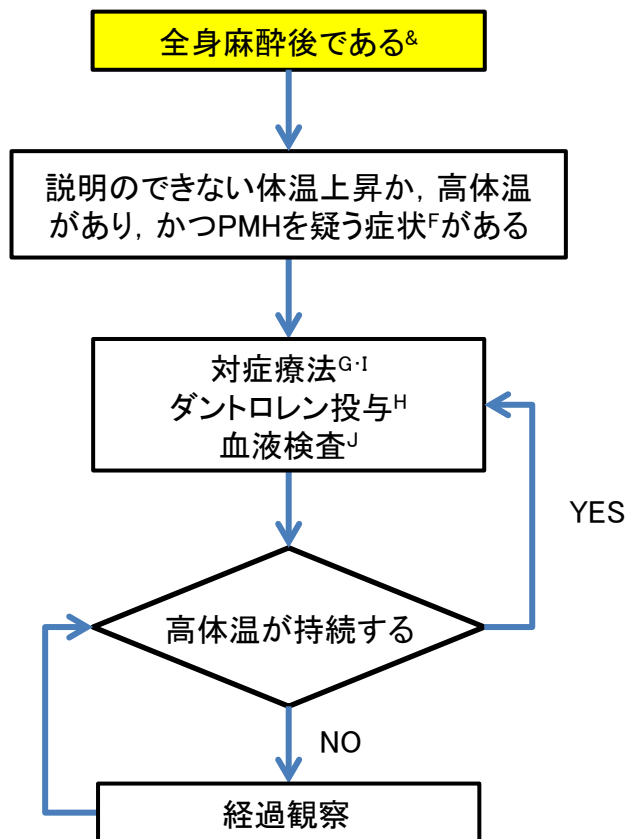 全身麻酔後である&
説明のできない体温上昇か，高体温
があり，かつPMHを疑う症状Fがある
対症療法G·I
ダントロレン投与H
血液検査J
YES
高体温が持続する
NO
経過観察